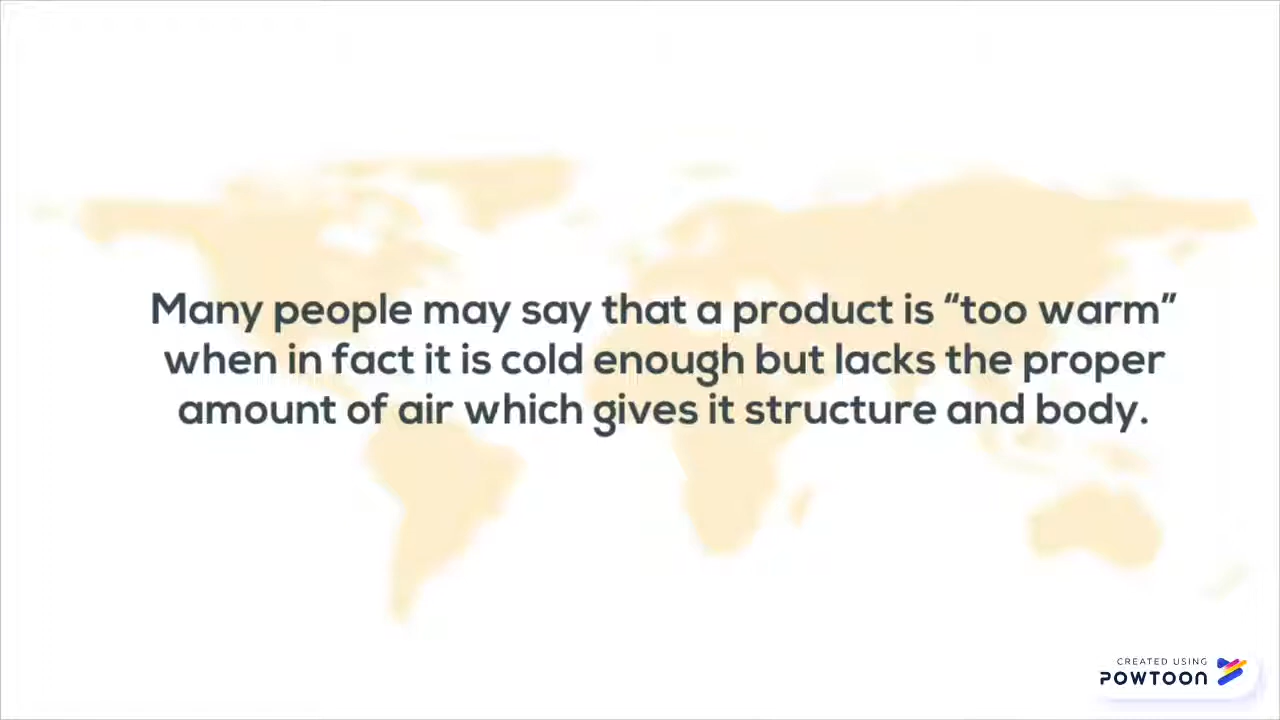 Many people may say that a product is “too warm”
when in fact it is cold enough but lacks the proper
amount of air which gives it structure and body.
CREATED USING
POWTOON